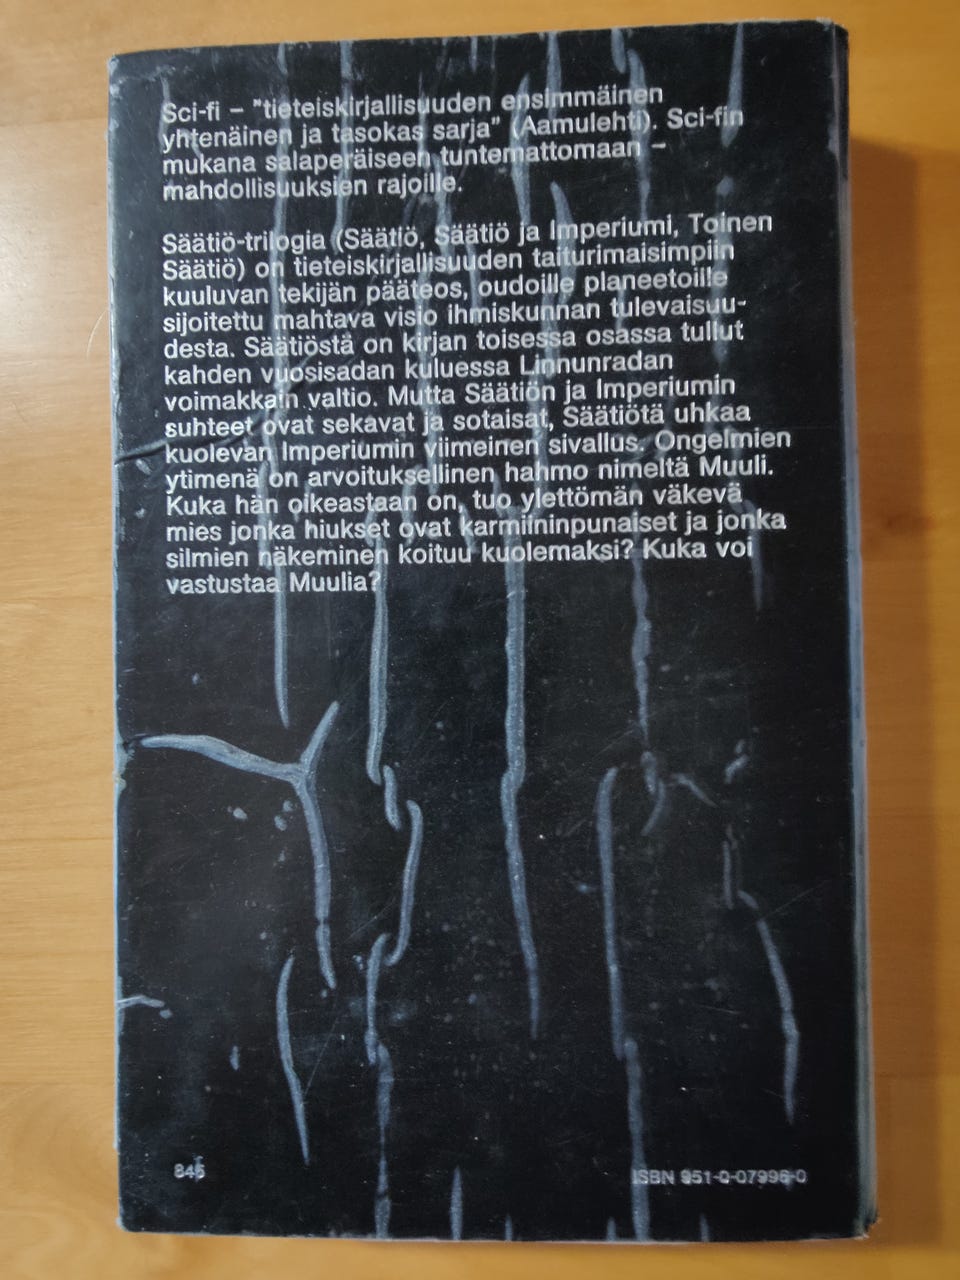 Sci-fi – "tieteiskirjallisuuden ensimmäinen
yhtenäinen ja tasokas sarja" (Aamulehti). Sci-fin
mukana salaperäiseen tuntemattomaan –
mahdollisuuksien rajoille.
Säätiö-trilogia (Säätiö, Säätiö ja Imperiumi, Toinen
Säätiö) on tieteiskirjallisuuden taiturimaisimpiin
kuuluvan tekijän pääteos, oudoille planeetoille
sijoitettu mahtava visio ihmiskunnan tulevaisuu-
desta. Säätiöstä on kirjan toisessa osassa tullut
kahden vuosisadan kuluessa Linnunradan
voimakkain valtio. Mutta Säätiön ja Imperiumin
suhteet ovat sekavat ja sotaisat, Säätiötä uhkaa
kuolevan Imperiumin viimeinen sivallus. Ongelmien
ytimenä on arvoituksellinen hahmo nimeltä Muuli.
Kuka hän oikeastaan on, tuo ylettömän väkevä
mies jonka hiukset ovat karmiininpunaiset ja jonka
silmien näkeminen koituu kuolemaksi? Kuka voi
vastustaa Muulia?
845
ISBN 951-0-07996-0